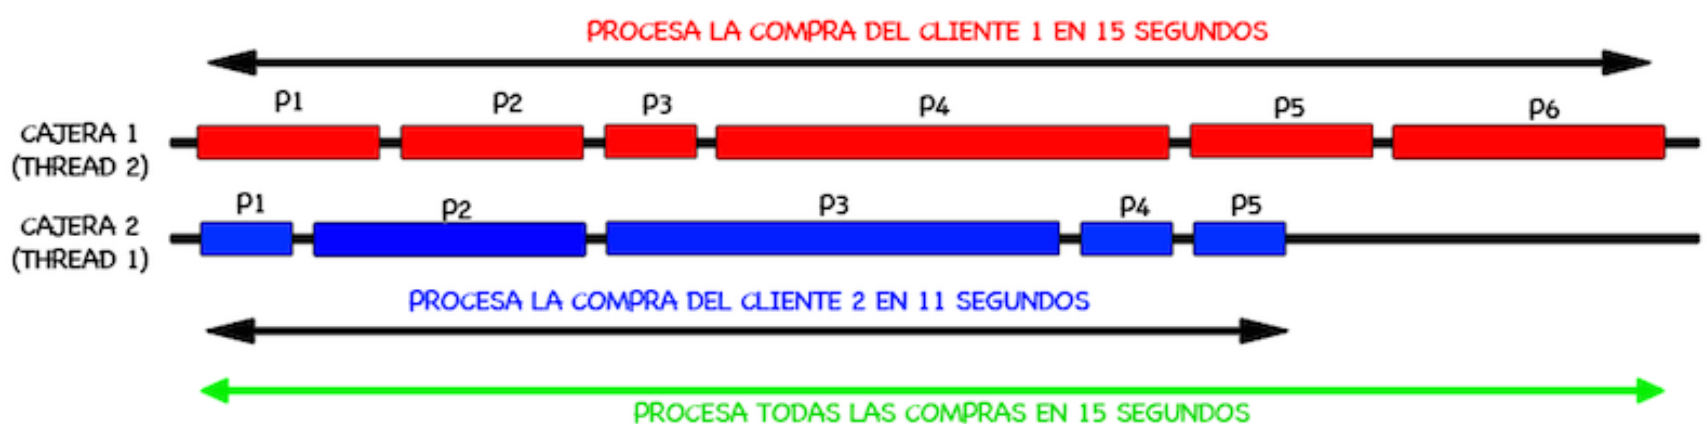 PROCESA LA COMPRA DEL CLIENTE 1 EN 15 SEGUNDOS
P1 P2 P3 P4 P5 P6
CAJERA 1
(THREAD 2)
P1 P2 P3 P4 P5
CAJERA 2
(THREAD 1)
PROCESA LA COMPRA DEL CLIENTE 2 EN 11 SEGUNDOS
PROCESA TODAS LAS COMPRAS EN 15 SEGUNDOS